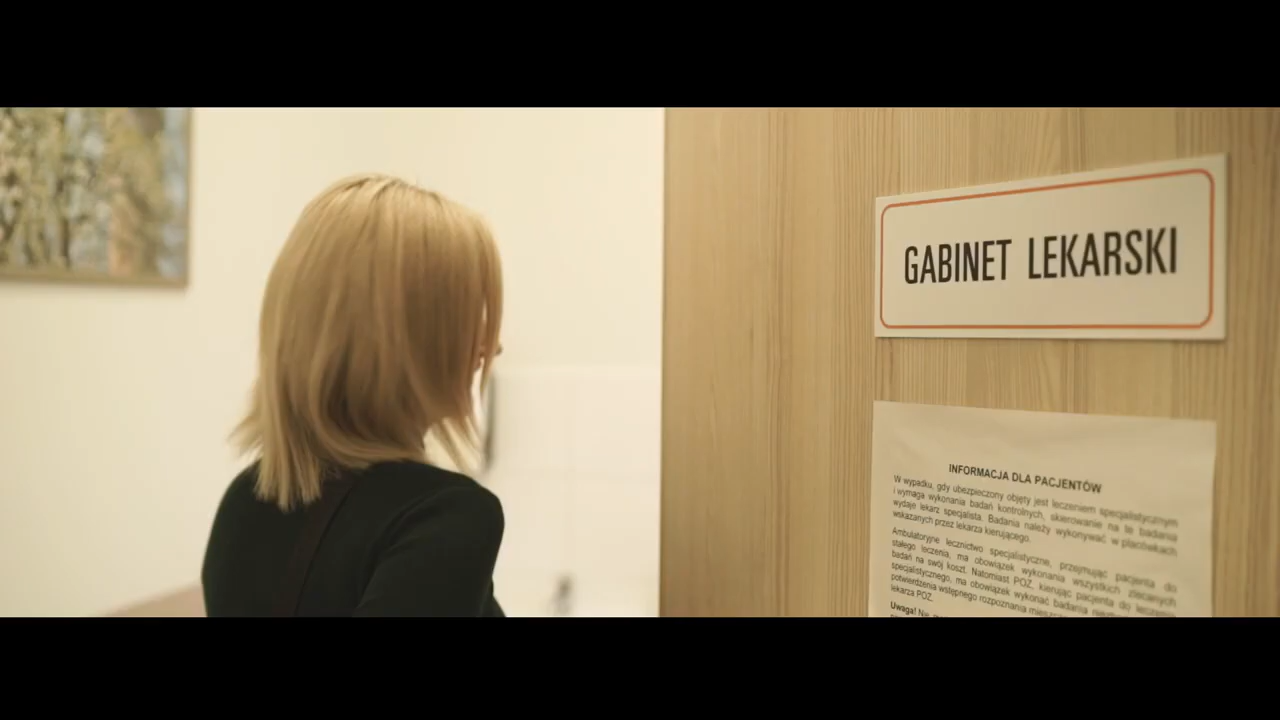 GABINET LEKARSKI
INFORMACJA DLA PACJENTÓW
W wypadku, gdy ubezpieczony objęty jest leczeniem specjalistycznym
i wymaga wykonania badań kontrolnych, skierowanie na te badania
wydaje lekarz specjalista. Badania należy wykonywać w placówkach
wskazanych przez lekarza kierującego.
Ambulatoryjne lecznictwo specjalistyczne, przejmując pacjenta do
stałego leczenia, ma obowiązek wykonania wszystkich zleconych
badań na swój koszt. Natomiast POZ, kierując pacjenta do leczenia
specjalistycznego, ma obowiązek wykonać badania
potwierdzenia wstępnego rozpoznania
lekarza POZ.
Uwaga! Nie